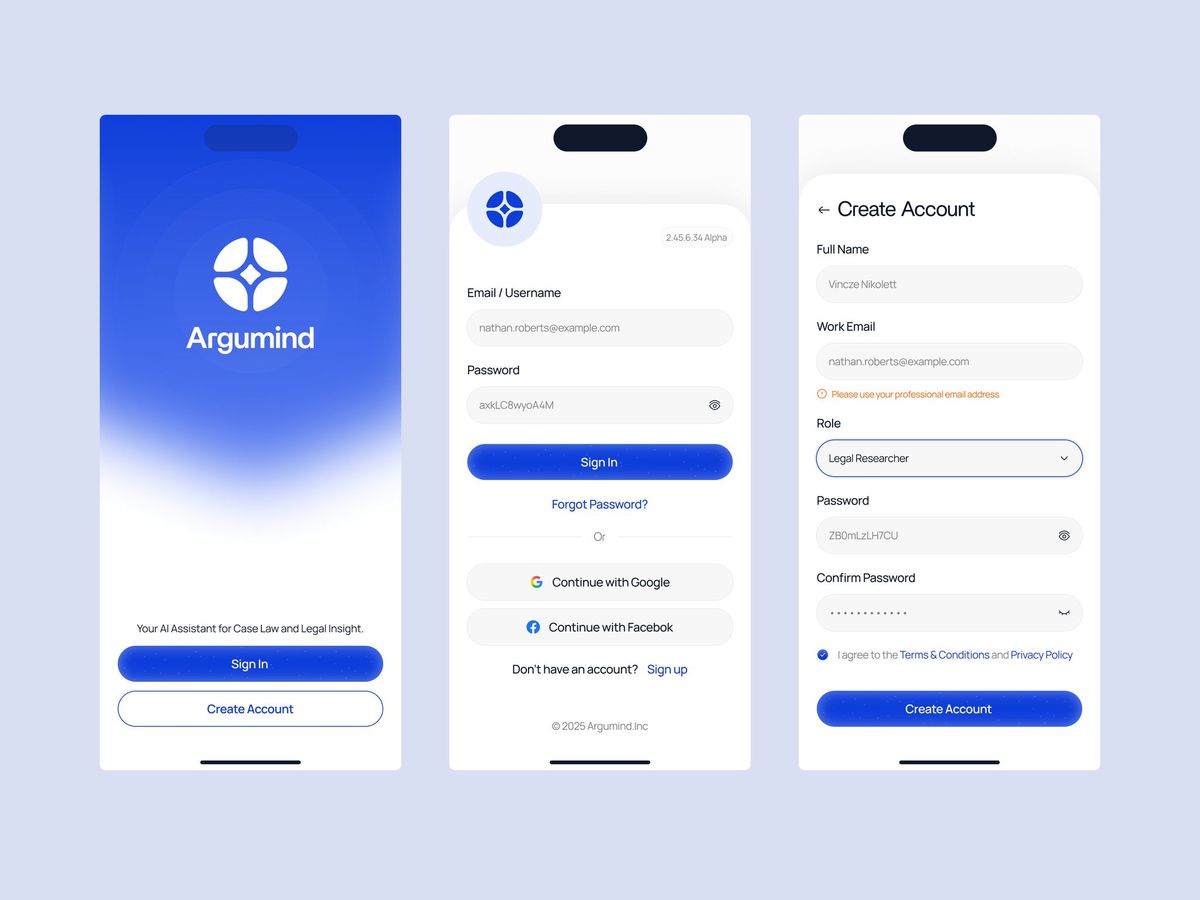 Argumind
Your AI Assistant for Case Law and Legal Insight.
Sign In
Create Account
2.45.6.34 Alpha
Email / Username
nathan.roberts@example.com
Password
axkLC8wyoA4M
Sign In
Forgot Password?
Or
Continue with Google
Continue with Facebok
Don't have an account? Sign up
© 2025 Argumind.Inc
Create Account
Full Name
Vincze Nikolett
Work Email
nathan.roberts@example.com
Please use your professional email address
Role
Legal Researcher
Password
ZB0mLzLH7CU
Confirm Password
I agree to the Terms & Conditions and Privacy Policy
Create Account